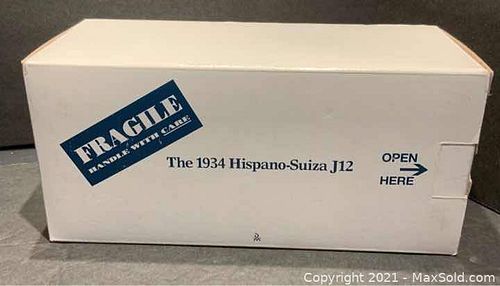 FRAGILE
HANDLE WITH CARE
The 1934 Hispano-Suiza J12
OPEN
HERE
Copyright © 2021 - MaxSold.com